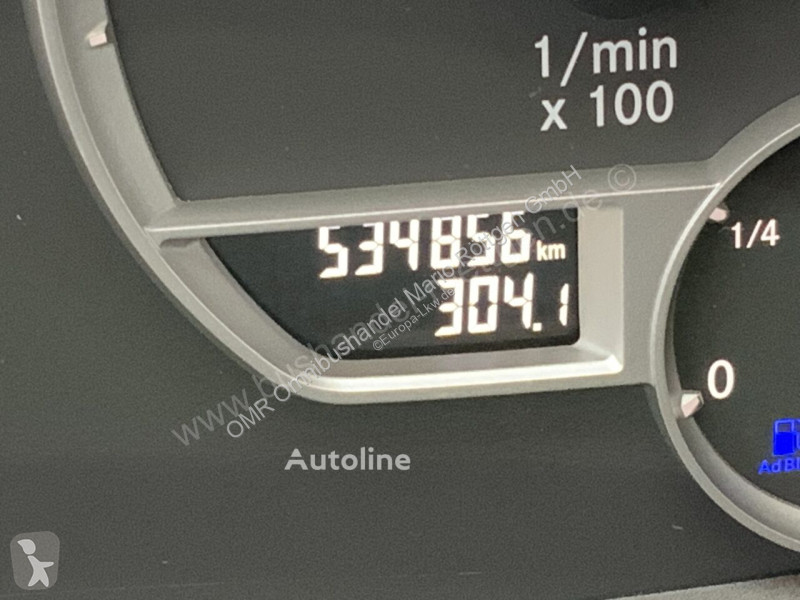 1/min
x 100
534856 km
304.1
1/4
0
OMR Omnibushandel Mario Röttgen GmbH
©Europa-Lkw.de
Autoline